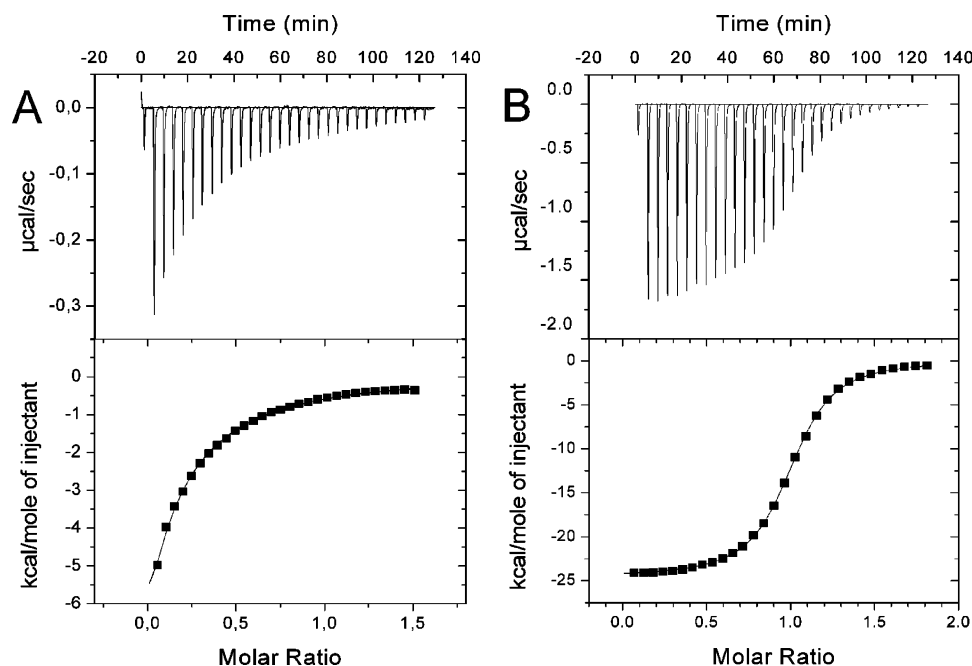 A
Time (min)
-20 0 20 40 60 80 100 120 140
0,0
-0,1
-0,2
-0,3
µcal/sec
0
-1
-2
-3
-4
-5
-6
kcal/mole of injectant
0,0 0,5 1,0 1,5
Molar Ratio
B
Time (min)
-20 0 20 40 60 80 100 120 140
0.0
-0.5
-1.0
-1.5
-2.0
µcal/sec
0
-5
-10
-15
-20
-25
kcal/mole of injectant
0.0 0.5 1.0 1.5 2.0
Molar Ratio